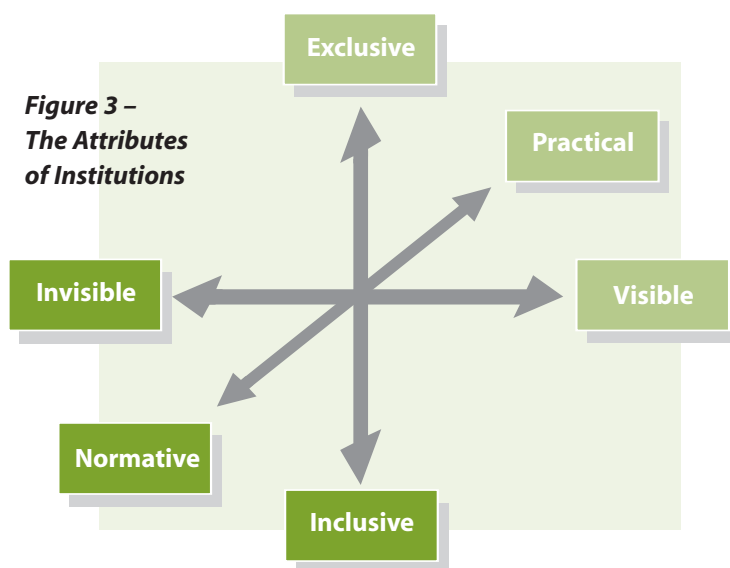 Exclusive
Figure 3 –
The Attributes
of Institutions
Practical
Invisible
Visible
Normative
Inclusive